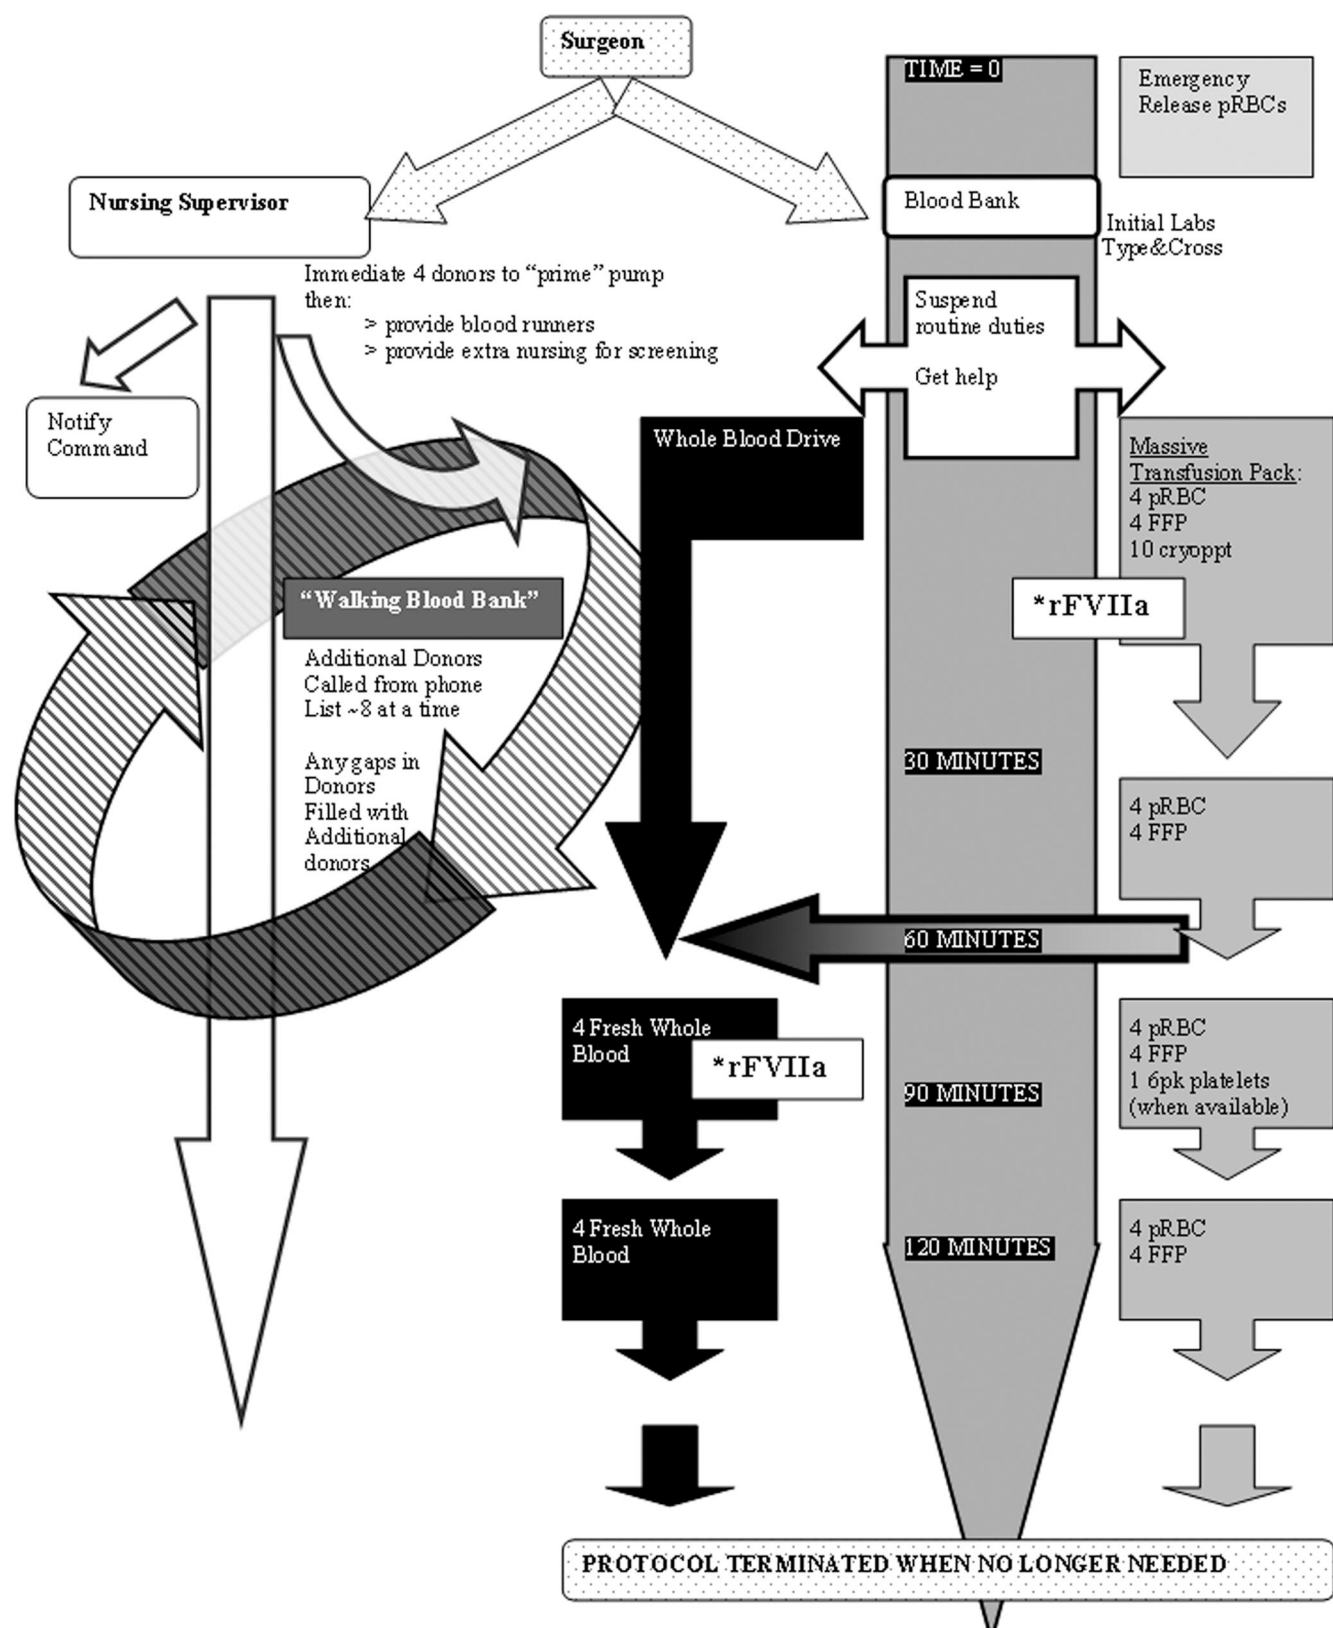 Surgeon
TIME = 0
Emergency
Release pRBCs
Nursing Supervisor
Blood Bank
Initial Labs
Type&Cross
Immediate 4 donors to “prime” pump
then:
> provide blood runners
> provide extra nursing for screening
Suspend
routine duties
Get help
Notify
Command
Whole Blood Drive
Massive
Transfusion Pack:
4 pRBC
4 FFP
10 cryoppt
*rFVIIa
“Walking Blood Bank”
Additional Donors
Called from phone
List ~8 at a time
Any gaps in
Donors
Filled with
Additional
donors
30 MINUTES
4 pRBC
4 FFP
60 MINUTES
4 Fresh Whole
Blood
*rFVIIa
90 MINUTES
4 pRBC
4 FFP
1 6pk platelets
(when available)
4 Fresh Whole
Blood
120 MINUTES
4 pRBC
4 FFP
PROTOCOL TERMINATED WHEN NO LONGER NEEDED